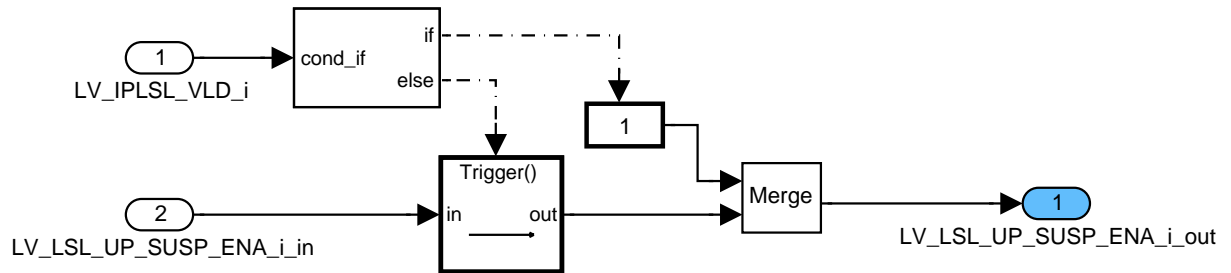 if
1
cond_if
LV_IPLSL_VLD_i
else
1
Trigger()
2
in
out
Merge
1
LV_LSL_UP_SUSP_ENA_i_in
LV_LSL_UP_SUSP_ENA_i_out